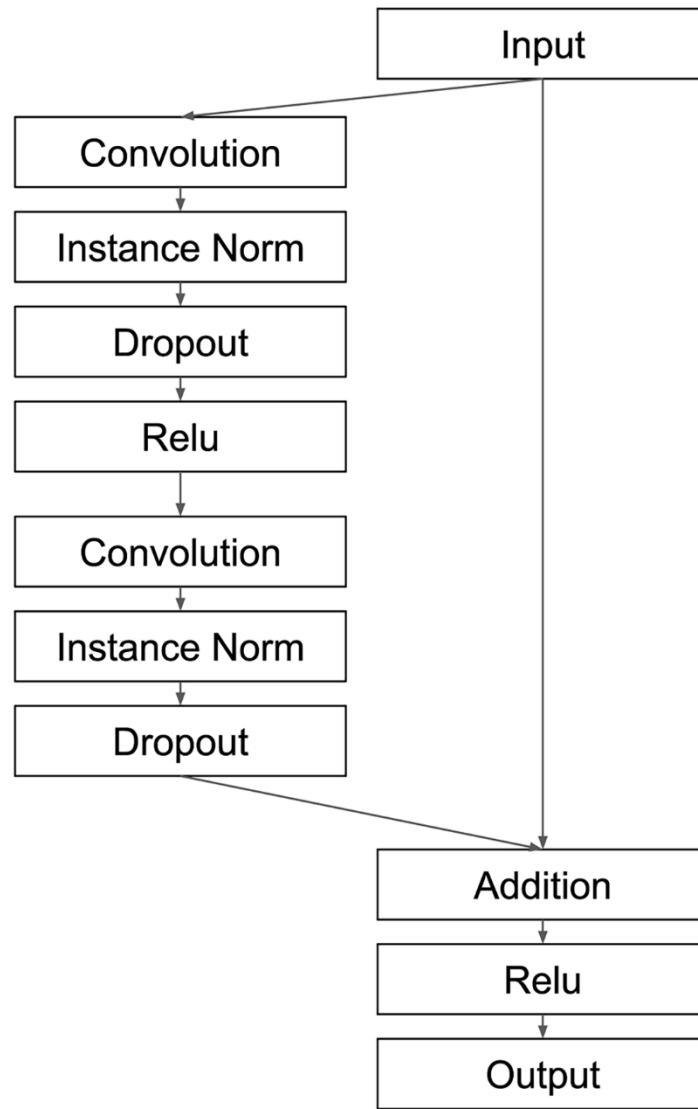 Input
Convolution
Instance Norm
Dropout
Relu
Convolution
Instance Norm
Dropout
Addition
Relu
Output